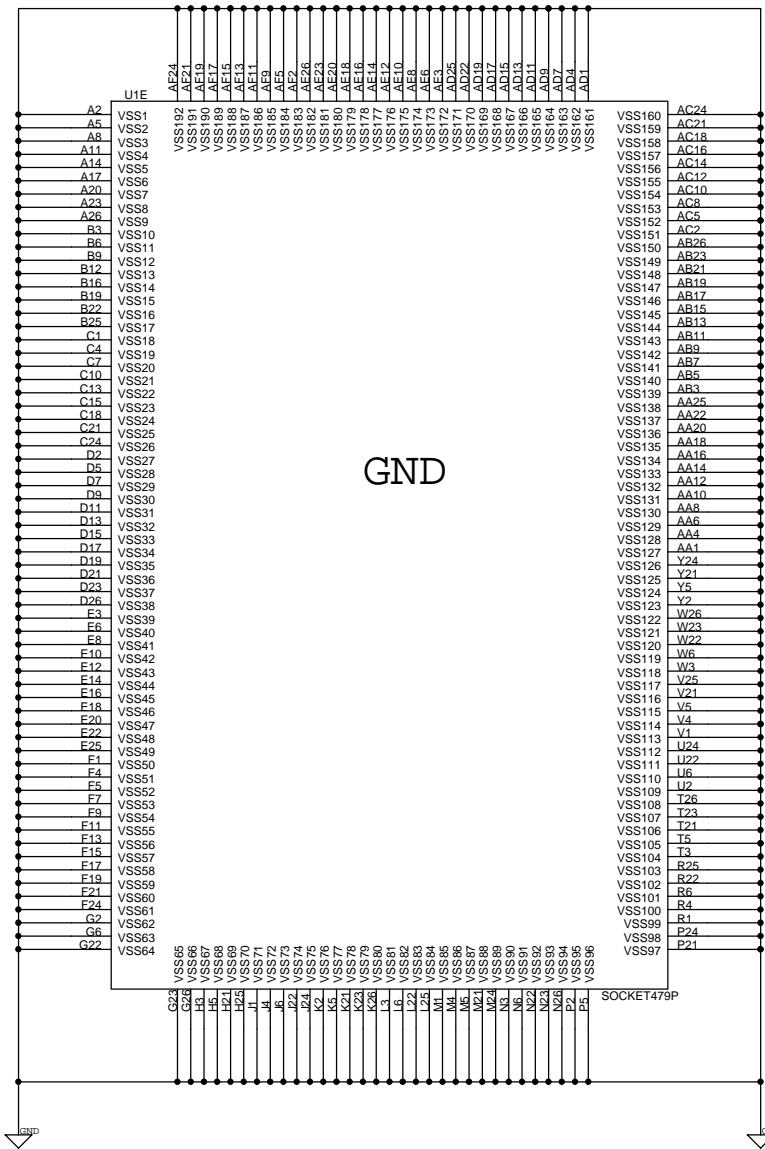 AF24 AF21 AF19 AF17 AF15 AF13 AF11 AF9 AF5 AF2 AE26 AE23 AE20 AE18 AE16 AE14 AE12 AE10 AE8 AE6 AE3 AD25 AD22 AD19 AD17 AD15 AD13 AD11 AD9 AD7 AD4 AD1
U1E
VSS192 VSS191 VSS190 VSS189 VSS188 VSS187 VSS186 VSS185 VSS184 VSS183 VSS182 VSS181 VSS180 VSS179 VSS178 VSS177 VSS176 VSS175 VSS174 VSS173 VSS172 VSS171 VSS170 VSS169 VSS168 VSS167 VSS166 VSS165 VSS164 VSS163 VSS162 VSS161
A2 VSS1 VSS160 AC24
A5 VSS2 VSS159 AC21
A8 VSS3 VSS158 AC18
A11 VSS4 VSS157 AC16
A14 VSS5 VSS156 AC14
A17 VSS6 VSS155 AC12
A20 VSS7 VSS154 AC10
A23 VSS8 VSS153 AC8
A26 VSS9 VSS152 AC5
B3 VSS10 VSS151 AC2
B6 VSS11 VSS150 AB26
B9 VSS12 VSS149 AB23
B12 VSS13 VSS148 AB21
B16 VSS14 VSS147 AB19
B19 VSS15 VSS146 AB17
B22 VSS16 VSS145 AB15
B25 VSS17 VSS144 AB13
C1 VSS18 VSS143 AB11
C4 VSS19 VSS142 AB9
C7 VSS20 VSS141 AB7
C10 VSS21 VSS140 AB5
C13 VSS22 VSS139 AB3
C15 VSS23 VSS138 AA25
C18 VSS24 VSS137 AA22
C21 VSS25 VSS136 AA20
C24 VSS26 VSS135 AA18
D2 VSS27 VSS134 AA16
D5 VSS28 VSS133 AA14
D7 VSS29 VSS132 AA12
D9 VSS30 VSS131 AA10
D11 VSS31 VSS130 AA8
D13 VSS32 VSS129 AA6
D15 VSS33 VSS128 AA4
D17 VSS34 VSS127 AA1
D19 VSS35 VSS126 Y24
D21 VSS36 VSS125 Y21
D23 VSS37 VSS124 Y5
D26 VSS38 VSS123 Y2
E3 VSS39 VSS122 W26
E6 VSS40 VSS121 W23
E8 VSS41 VSS120 W22
E10 VSS42 VSS119 W6
E12 VSS43 VSS118 W3
E14 VSS44 VSS117 V25
E16 VSS45 VSS116 V21
E18 VSS46 VSS115 V5
E20 VSS47 VSS114 V4
E22 VSS48 VSS113 V1
E25 VSS49 VSS112 U24
F1 VSS50 VSS111 U22
F4 VSS51 VSS110 U6
F5 VSS52 VSS109 U2
F7 VSS53 VSS108 T26
F9 VSS54 VSS107 T23
F11 VSS55 VSS106 T21
F13 VSS56 VSS105 T5
F15 VSS57 VSS104 T3
F17 VSS58 VSS103 R25
F19 VSS59 VSS102 R22
F21 VSS60 VSS101 R6
F24 VSS61 VSS100 R4
G2 VSS62 VSS99 R1
G6 VSS63 VSS98 P24
G22 VSS64 VSS97 P21
GND
VSS65 VSS66 VSS67 VSS68 VSS69 VSS70 VSS71 VSS72 VSS73 VSS74 VSS75 VSS76 VSS77 VSS78 VSS79 VSS80 VSS81 VSS82 VSS83 VSS84 VSS85 VSS86 VSS87 VSS88 VSS89 VSS90 VSS91 VSS92 VSS93 VSS94 VSS95 VSS96
SOCKET479P
G23 G26 H3 H5 H21 H25 J1 J4 J6 J22 J24 K2 K5 K21 K23 K26 L3 L6 L22 L25 M1 M4 M5 M21 M24 N3 N6 N22 N23 N26 P2 P5
GND